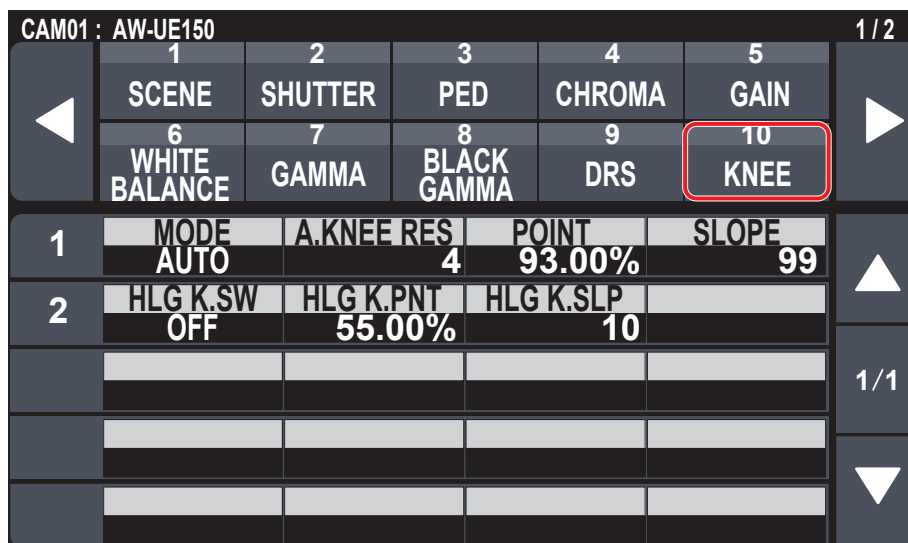 CAM01 : AW-UE150 1 / 2
1 2 3 4 5
SCENE SHUTTER PED CHROMA GAIN
6 7 8 9 10
WHITE BALANCE GAMMA BLACK GAMMA DRS KNEE
1 MODE A.KNEE RES POINT SLOPE
AUTO 4 93.00% 99
2 HLG K.SW HLG K.PNT HLG K.SLP
OFF 55.00% 10
1/1